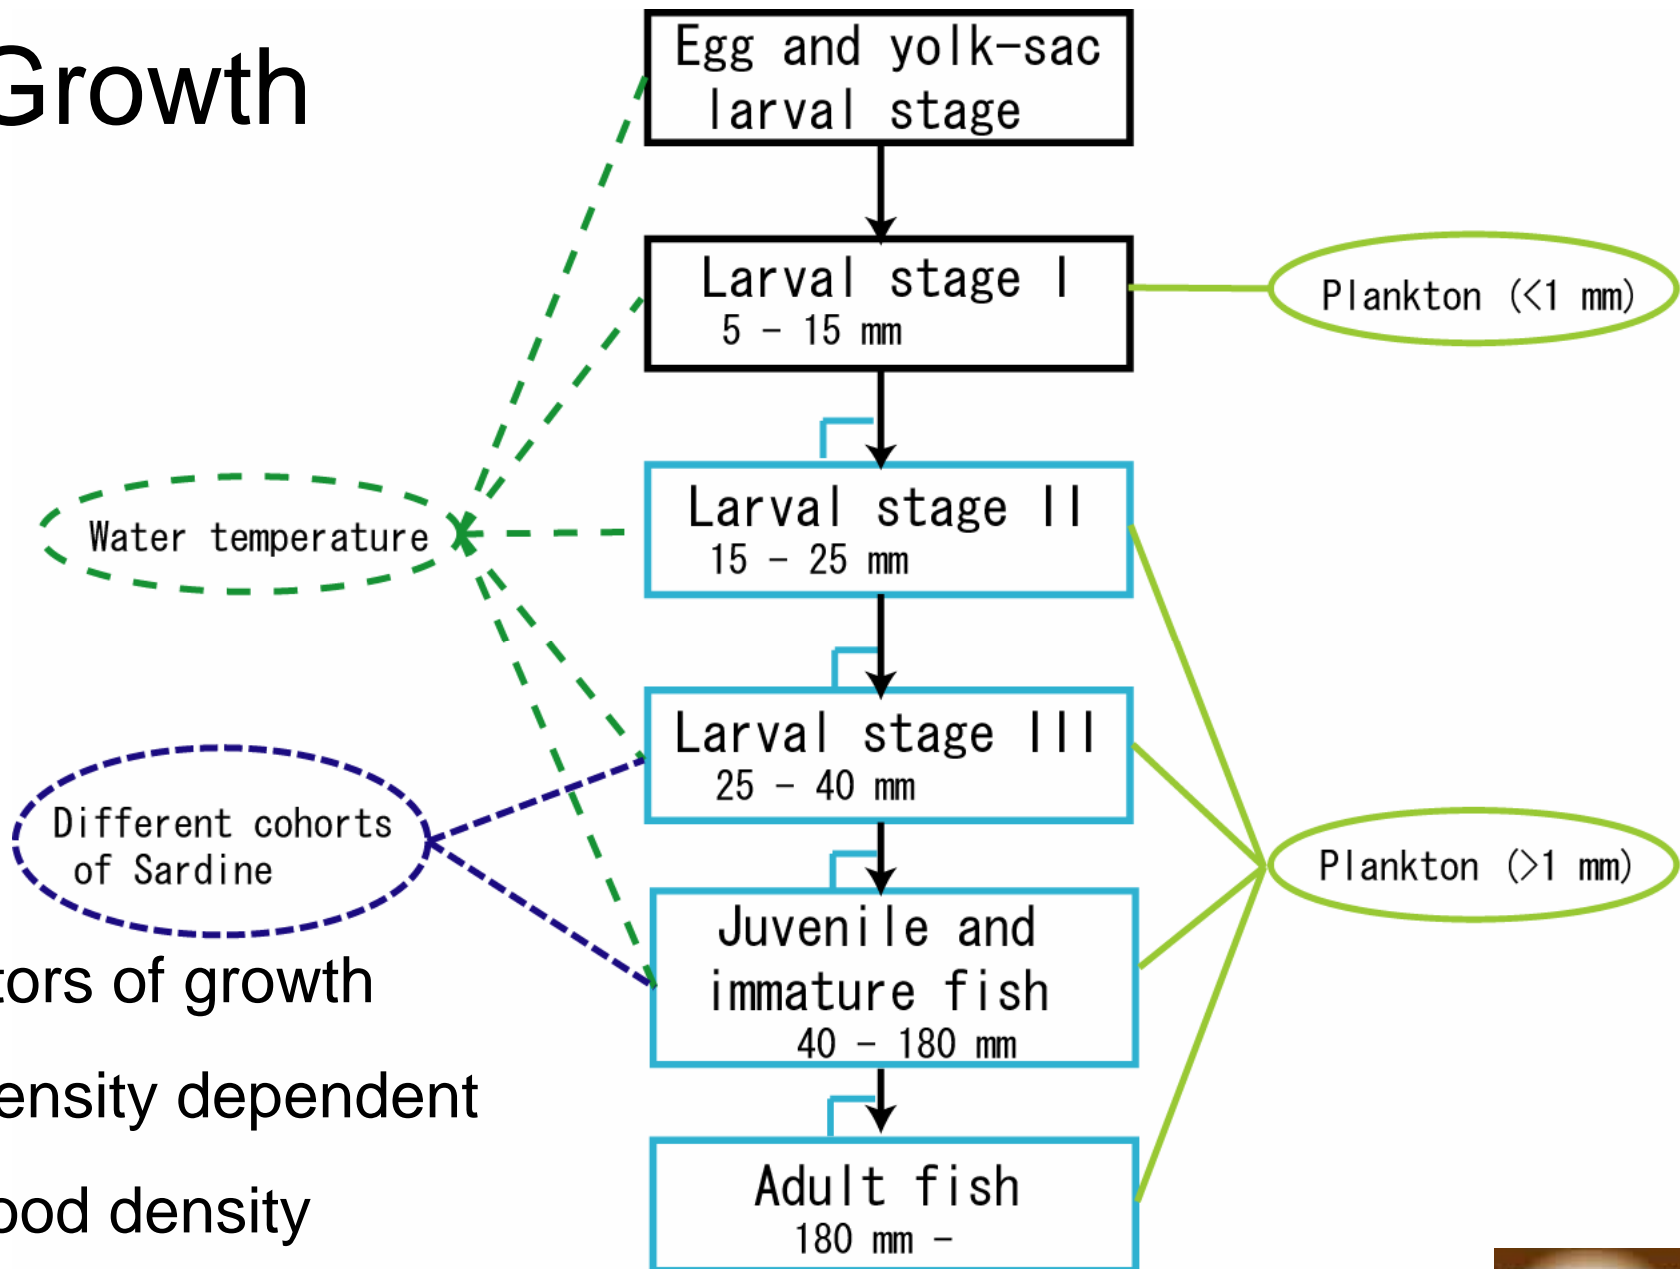 Growth
Egg and yolk-sac
larval stage
Larval stage I
5 - 15 mm
Plankton (<1 mm)
Larval stage II
15 - 25 mm
Water temperature
Larval stage III
25 - 40 mm
Different cohorts
of Sardine
Plankton (>1 mm)
Juvenile and
immature fish
40 - 180 mm
tors of growth
ensity dependent
Adult fish
180 mm -
ood density